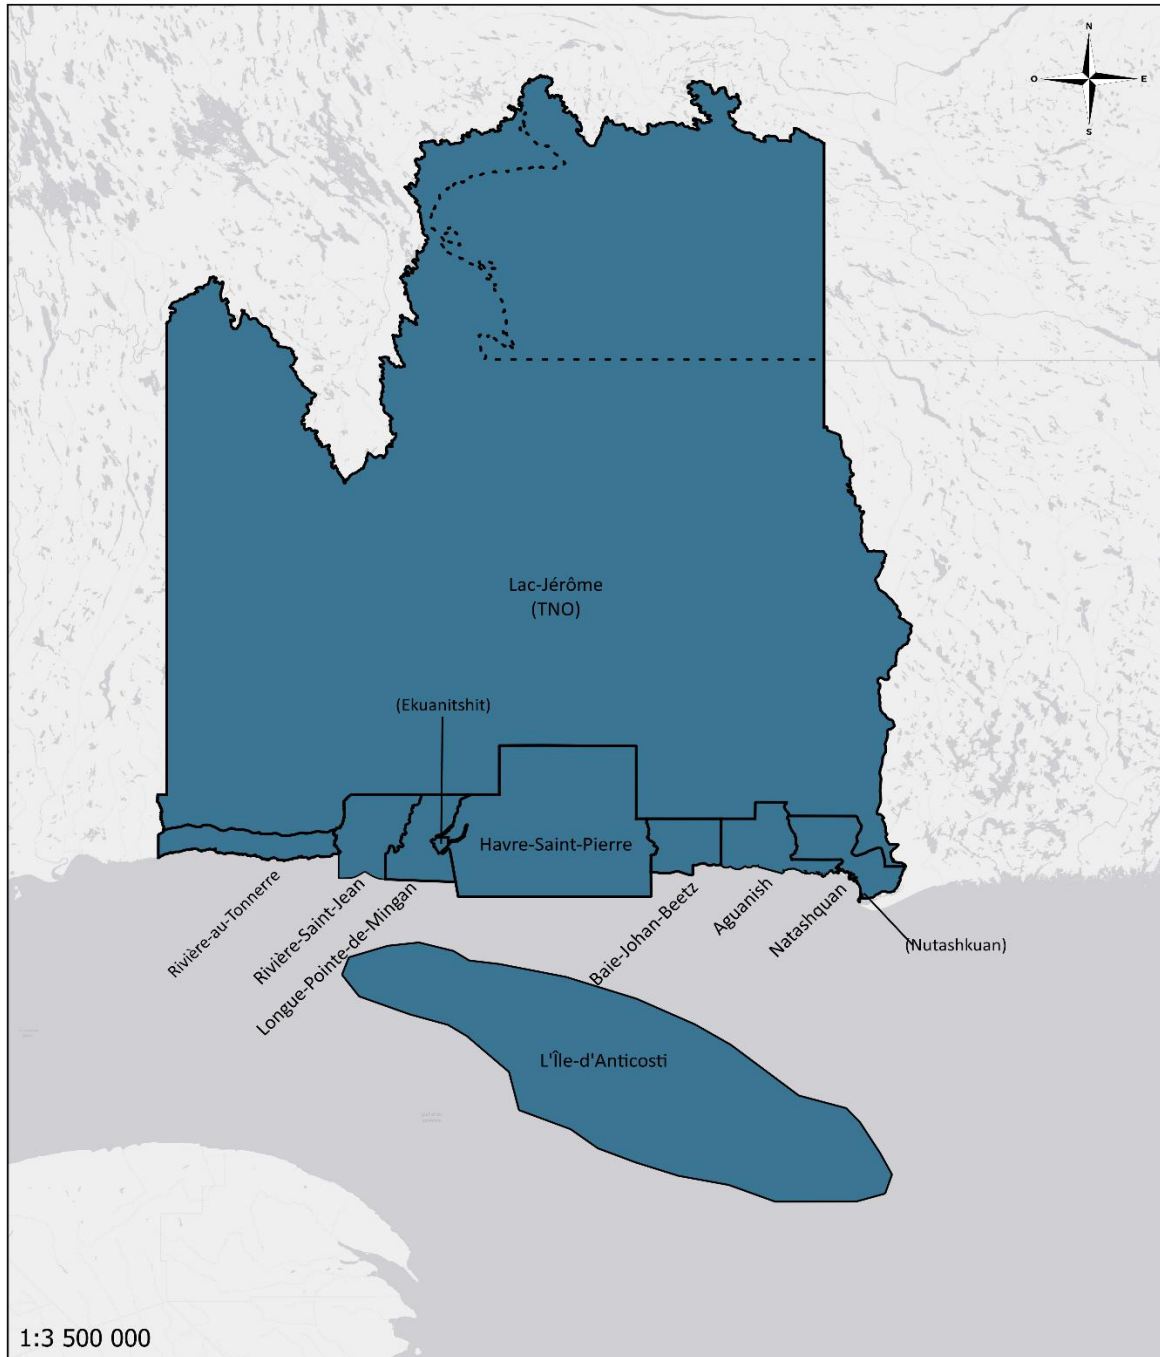 N
O
E
S
Lac-Jérôme
(TNO)
(Ekuanitshit)
Havre-Saint-Pierre
Rivière-au-Tonnerre
Rivière-Saint-Jean
Longue-Pointe-de-Mingan
Baie-Johan-Beetz
Aguanish
Natashquan
(Nutashkuan)
L'Île-d'Anticosti
1:3 500 000